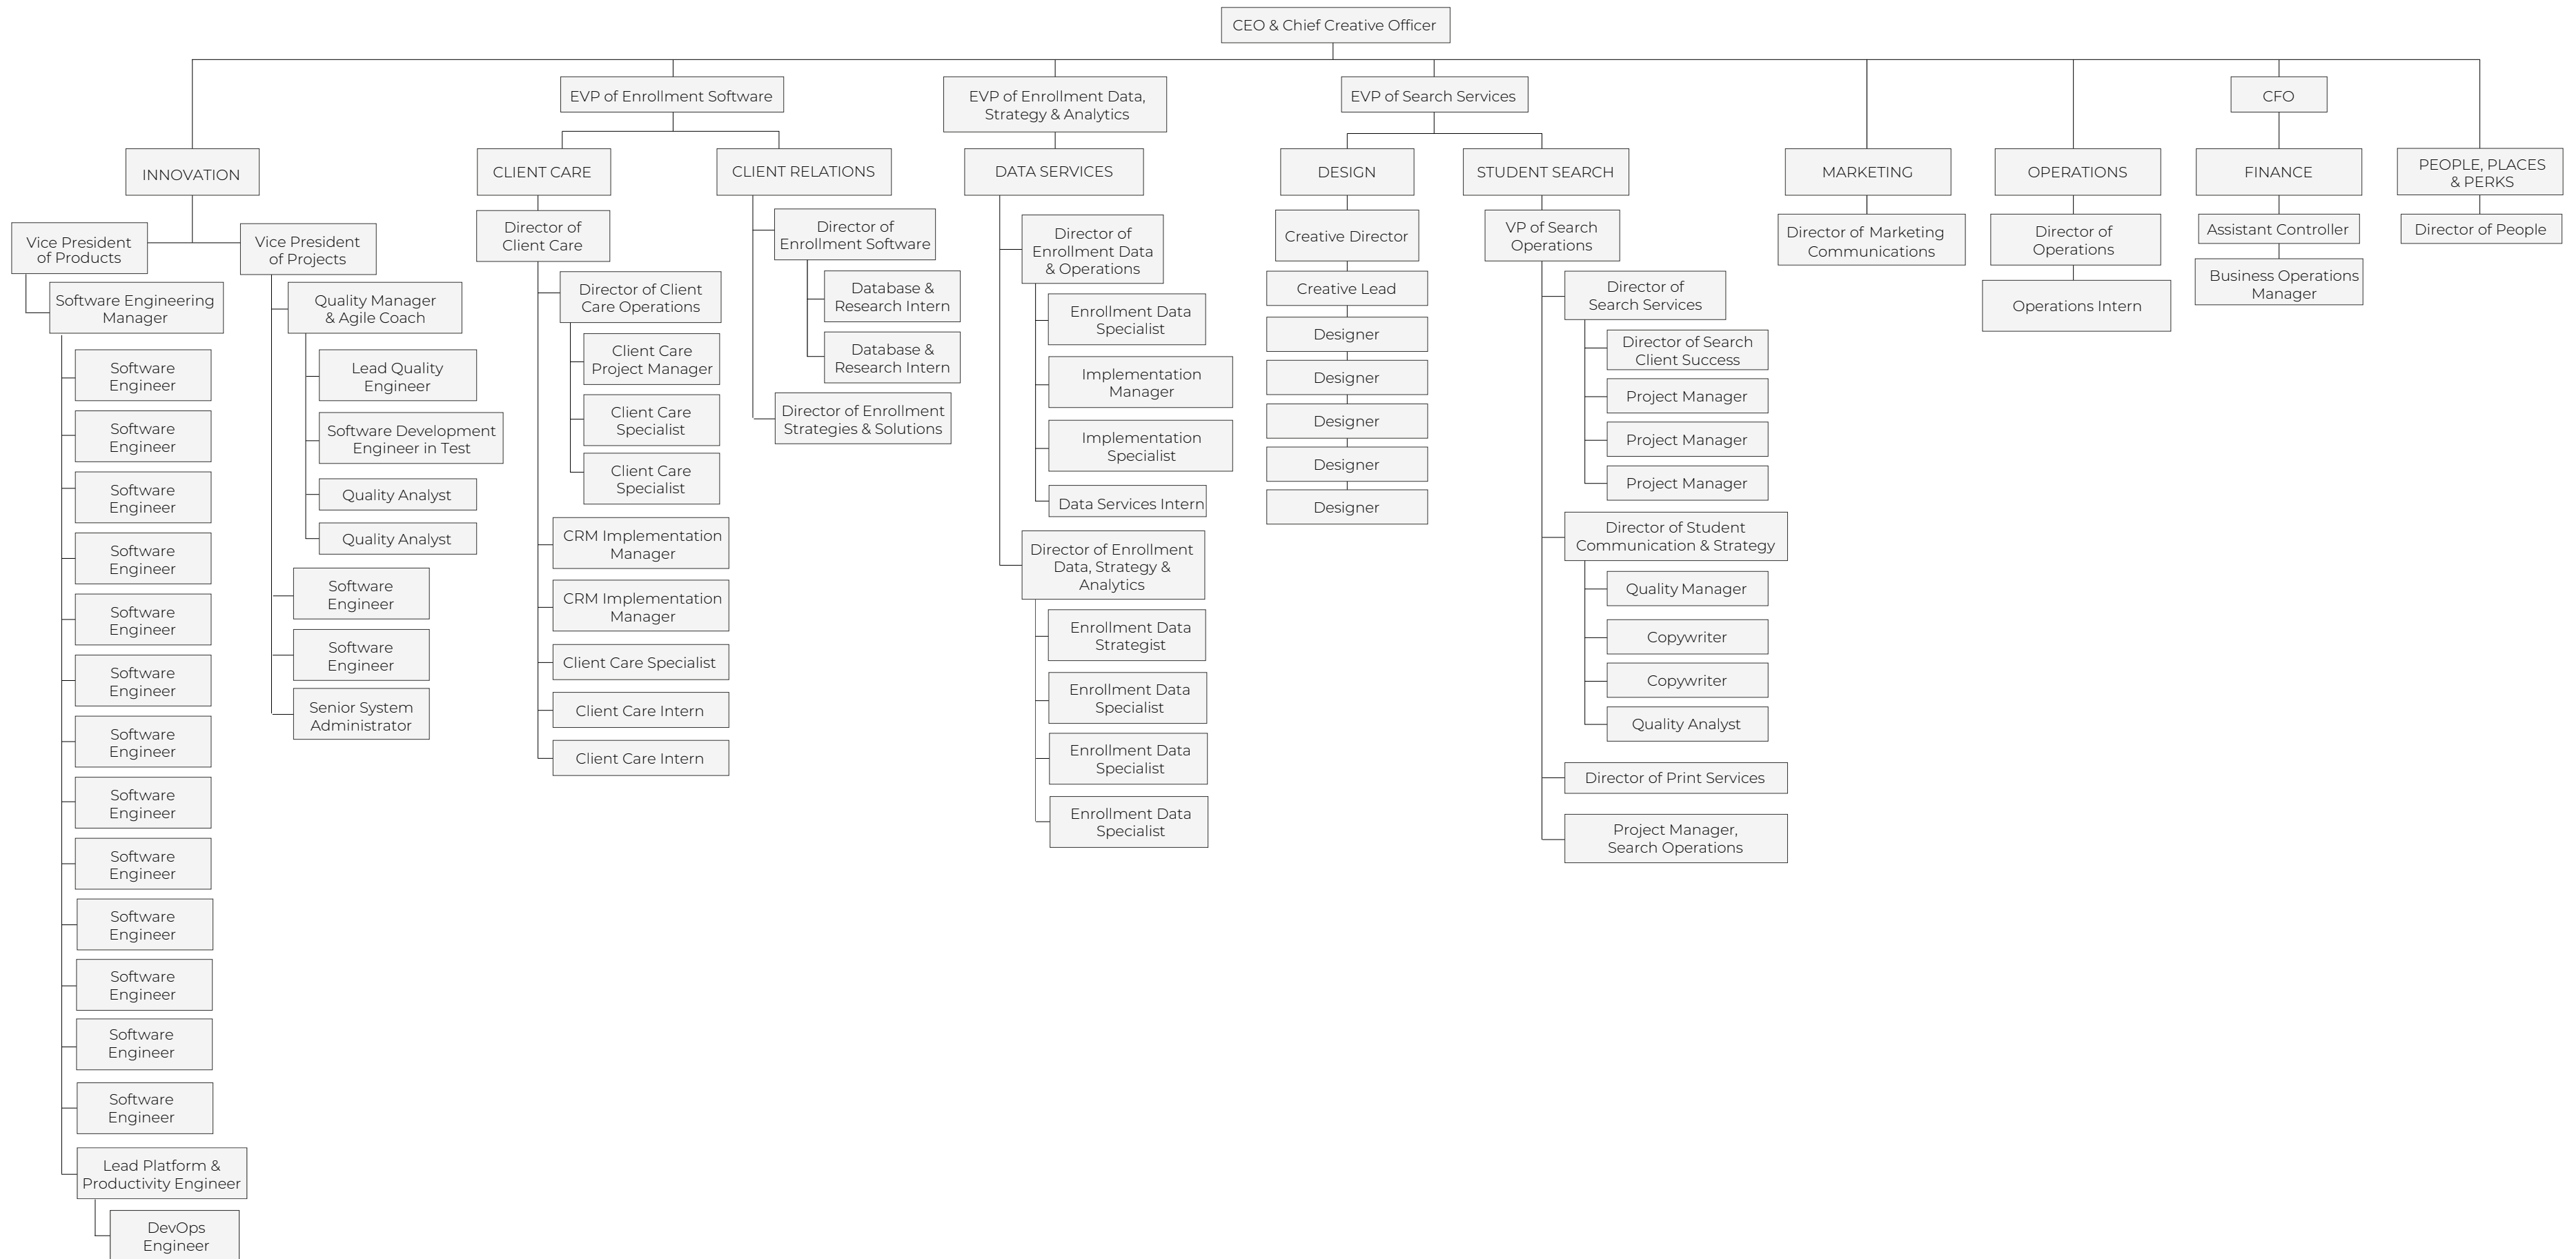 CEO & Chief Creative Officer
EVP of Enrollment Software
EVP of Enrollment Data,
Strategy & Analytics
EVP of Search Services
CFO
INNOVATION
Vice President
of Products
Software Engineering
Manager
Software
Engineer
Software
Engineer
Software
Engineer
Software
Engineer
Software
Engineer
Software
Engineer
Software
Engineer
Software
Engineer
Software
Engineer
Software
Engineer
Software
Engineer
Software
Engineer
Software
Engineer
Lead Platform &
Productivity Engineer
DevOps
Engineer
Vice President
of Projects
Quality Manager
& Agile Coach
Lead Quality
Engineer
Software Development
Engineer in Test
Quality Analyst
Quality Analyst
Software
Engineer
Software
Engineer
Senior System
Administrator
CLIENT CARE
Director of
Client Care
Director of Client
Care Operations
Client Care
Project Manager
Client Care
Specialist
Client Care
Specialist
CRM Implementation
Manager
CRM Implementation
Manager
Client Care Specialist
Client Care Intern
Client Care Intern
CLIENT RELATIONS
Director of
Enrollment Software
Database &
Research Intern
Database &
Research Intern
Director of Enrollment
Strategies & Solutions
DATA SERVICES
Director of
Enrollment Data
& Operations
Enrollment Data
Specialist
Implementation
Manager
Implementation
Specialist
Data Services Intern
Director of Enrollment
Data, Strategy &
Analytics
Enrollment Data
Strategist
Enrollment Data
Specialist
Enrollment Data
Specialist
Enrollment Data
Specialist
DESIGN
Creative Director
Creative Lead
Designer
Designer
Designer
Designer
Designer
STUDENT SEARCH
VP of Search
Operations
Director of
Search Services
Director of Search
Client Success
Project Manager
Project Manager
Project Manager
Director of Student
Communication & Strategy
Quality Manager
Copywriter
Copywriter
Quality Analyst
Director of Print Services
Project Manager,
Search Operations
MARKETING
Director of Marketing
Communications
OPERATIONS
Director of
Operations
Operations Intern
FINANCE
Assistant Controller
Business Operations
Manager
PEOPLE, PLACES
& PERKS
Director of People